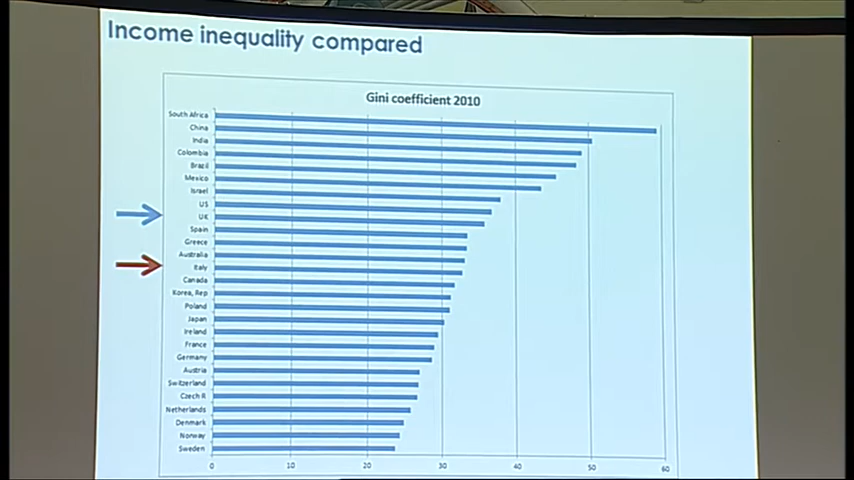 Income inequality compared
Gini coefficient 2010
South Africa
China
India
Colombia
Brazil
Mexico
Israel
US
UK
Spain
Greece
Australia
Italy
Canada
Korea, Rep
Poland
Japan
Ireland
France
Germany
Austria
Switzerland
Czech R
Netherlands
Denmark
Norway
Sweden
0 10 20 30 40 50 60